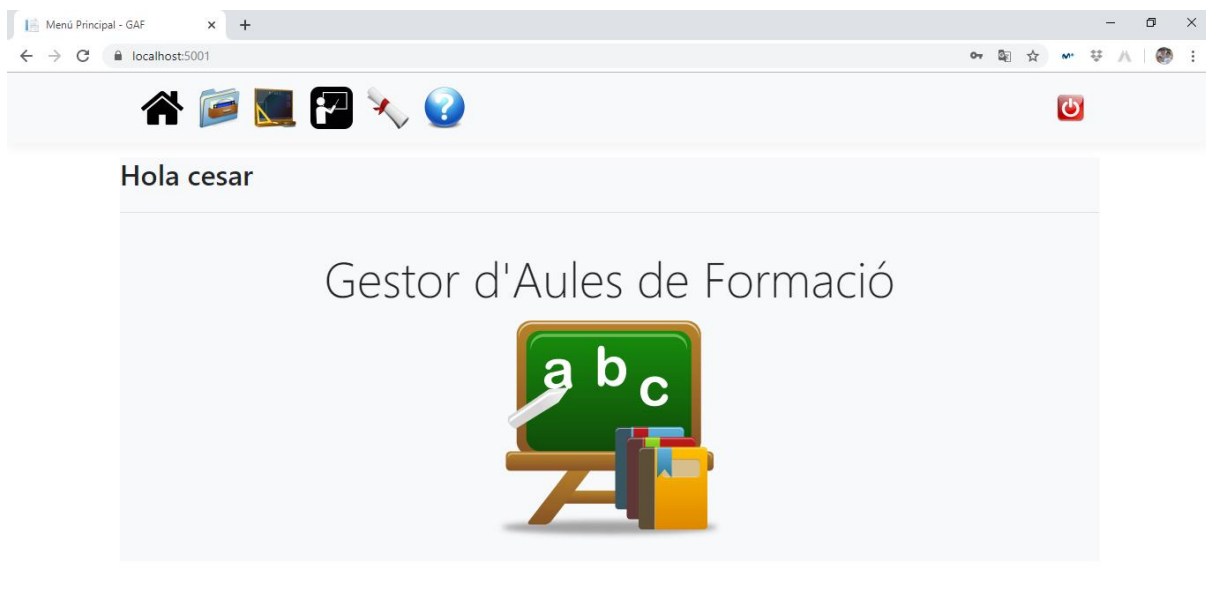 Menú Principal - GAF
localhost:5001
Hola cesar
Gestor d'Aules de Formació
a b c